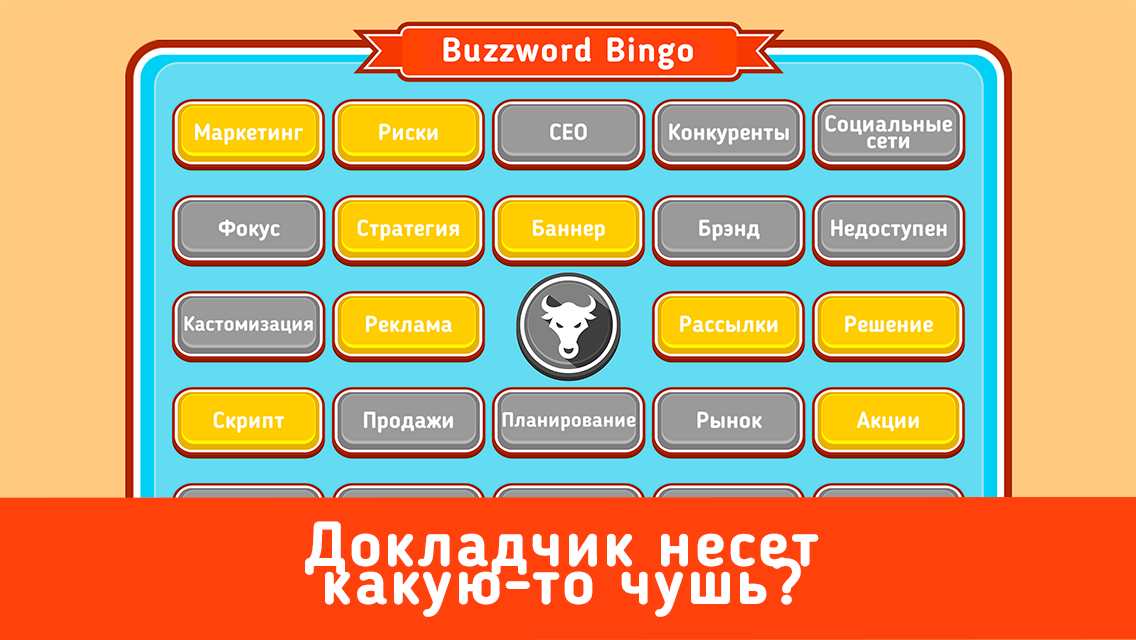 Buzzword Bingo
Маркетинг
Риски
СЕО
Конкуренты
Социальные
сети
Фокус
Стратегия
Баннер
Брэнд
Недоступен
Кастомизация
Реклама
Рассылки
Решение
Скрипт
Продажи
Планирование
Рынок
Акции
Докладчик несет
какую-то чушь?